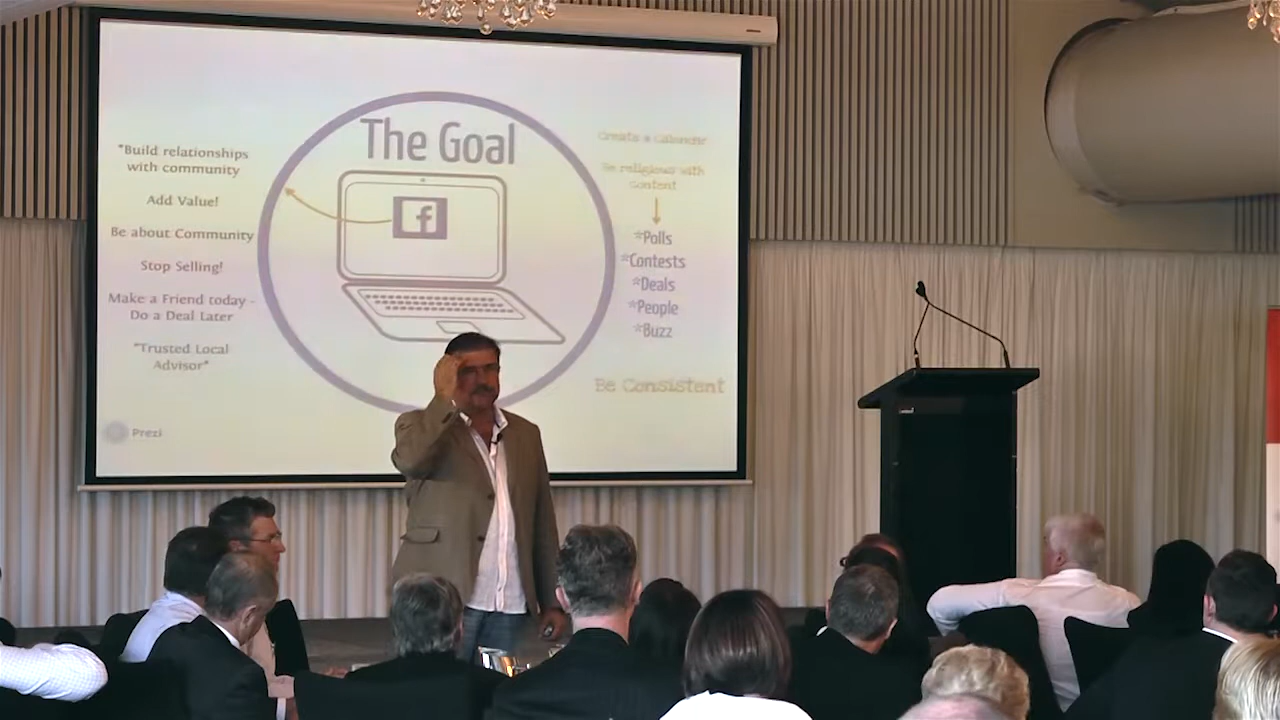 The Goal
"Build relationships
with community
Add Value!
Be about Community
Stop Selling!
Make a Friend today -
Do a Deal Later
"Trusted Local
Advisor"
f
Create a Calendar
Be religious with
content
*Polls
*Contests
*Deals
*People
*Buzz
Be Consistent
Prezi